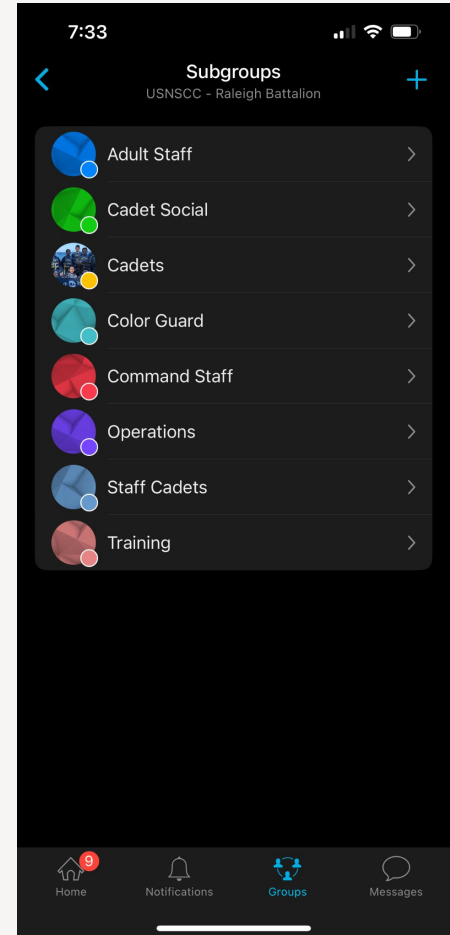 7:33
Subgroups
USNSCC - Raleigh Battalion
Adult Staff
Cadet Social
Cadets
Color Guard
Command Staff
Operations
Staff Cadets
Training
9
Home
Notifications
Groups
Messages